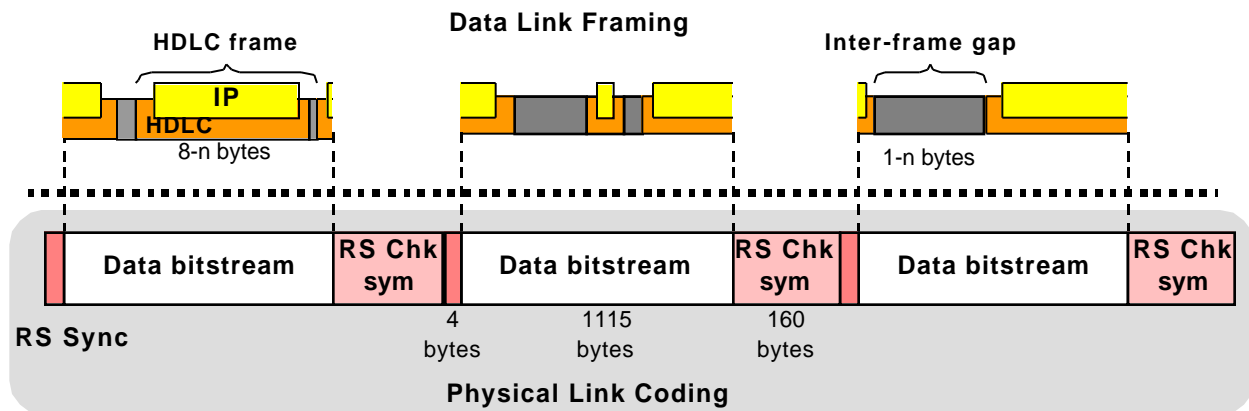 Data Link Framing
HDLC frame
Inter-frame gap
IP
HDLC
8-n bytes
1-n bytes
Data bitstream
RS Chk
sym
Data bitstream
RS Chk
sym
Data bitstream
RS Chk
sym
RS Sync
4
bytes
1115
bytes
160
bytes
Physical Link Coding